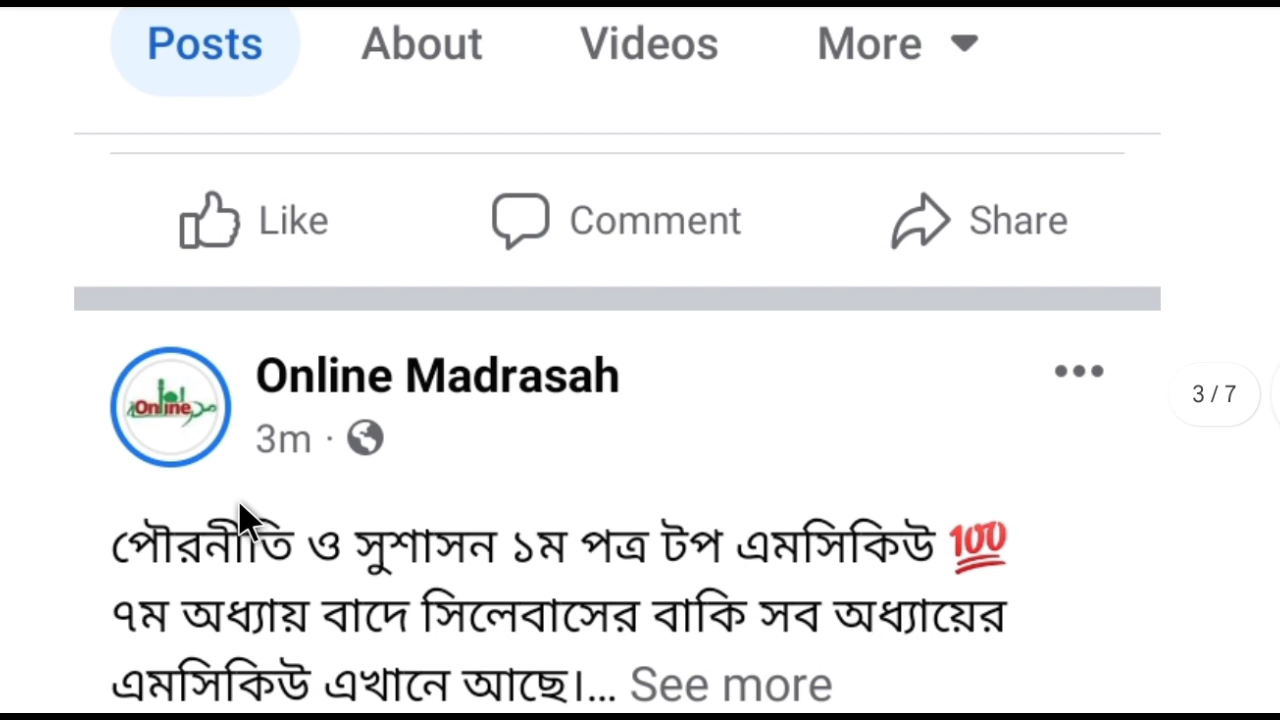 Posts About Videos More
Like Comment Share
Online Madrasah
Online
3m ·
3 / 7
পৌরনীতি ও সুশাসন ১ম পত্র টপ এমসিকিউ 💯
৭ম অধ্যায় বাদে সিলেবাসের বাকি সব অধ্যায়ের
এমসিকিউ এখানে আছে।... See more